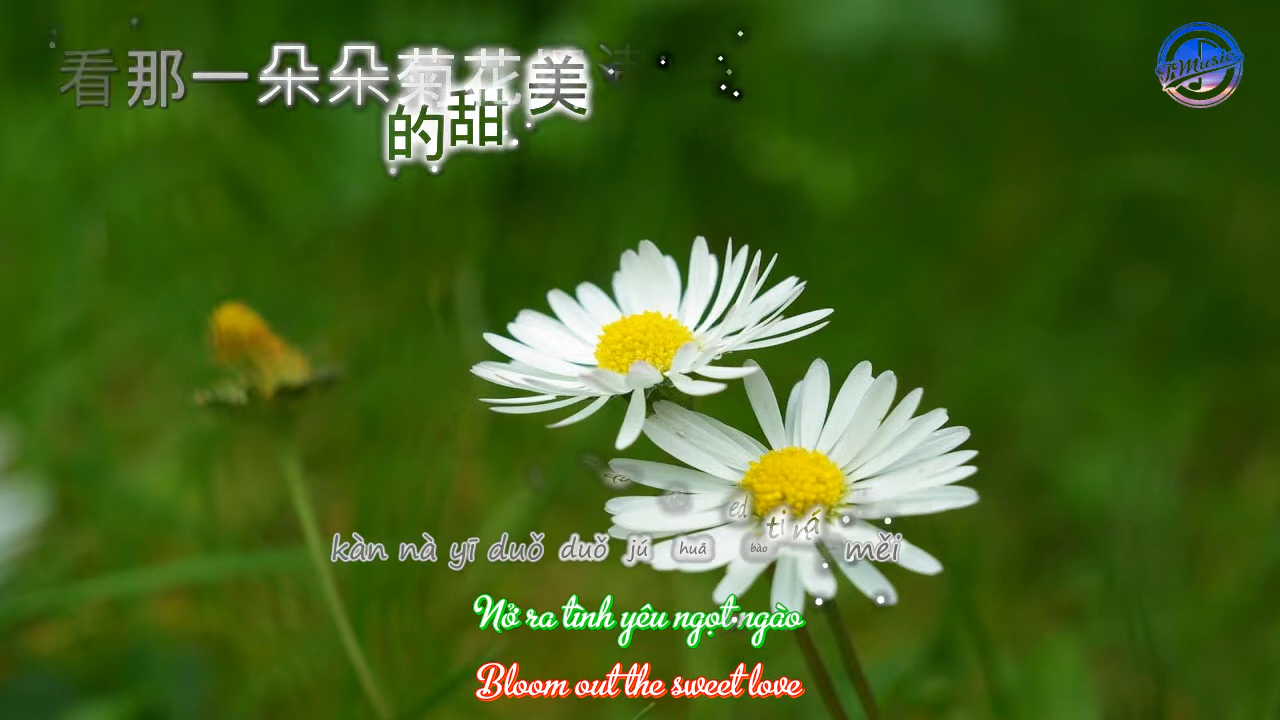 看那一朵朵菊花
美
的甜
TiMusic
kàn nà yī duǒ duǒ jú huā bào měi
Nở ra tình yêu ngọt ngào
Bloom out the sweet love